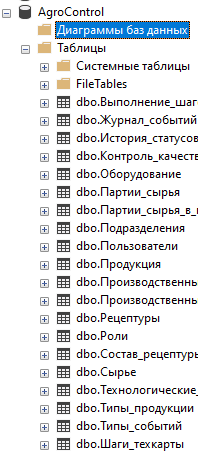 AgroControl
Диаграммы баз данных
Таблицы
Системные таблицы
FileTables
dbo.Выполнение_шаг
dbo.Журнал_событий
dbo.История_статусов
dbo.Контроль_качеств
dbo.Оборудование
dbo.Партии_сырья
dbo.Партии_сырья_в_п
dbo.Подразделения
dbo.Пользователи
dbo.Продукция
dbo.Производственны
dbo.Производственны
dbo.Рецептуры
dbo.Роли
dbo.Состав_рецептуры
dbo.Сырье
dbo.Технологические_
dbo.Типы_продукции
dbo.Типы_событий
dbo.Шаги_техкарты